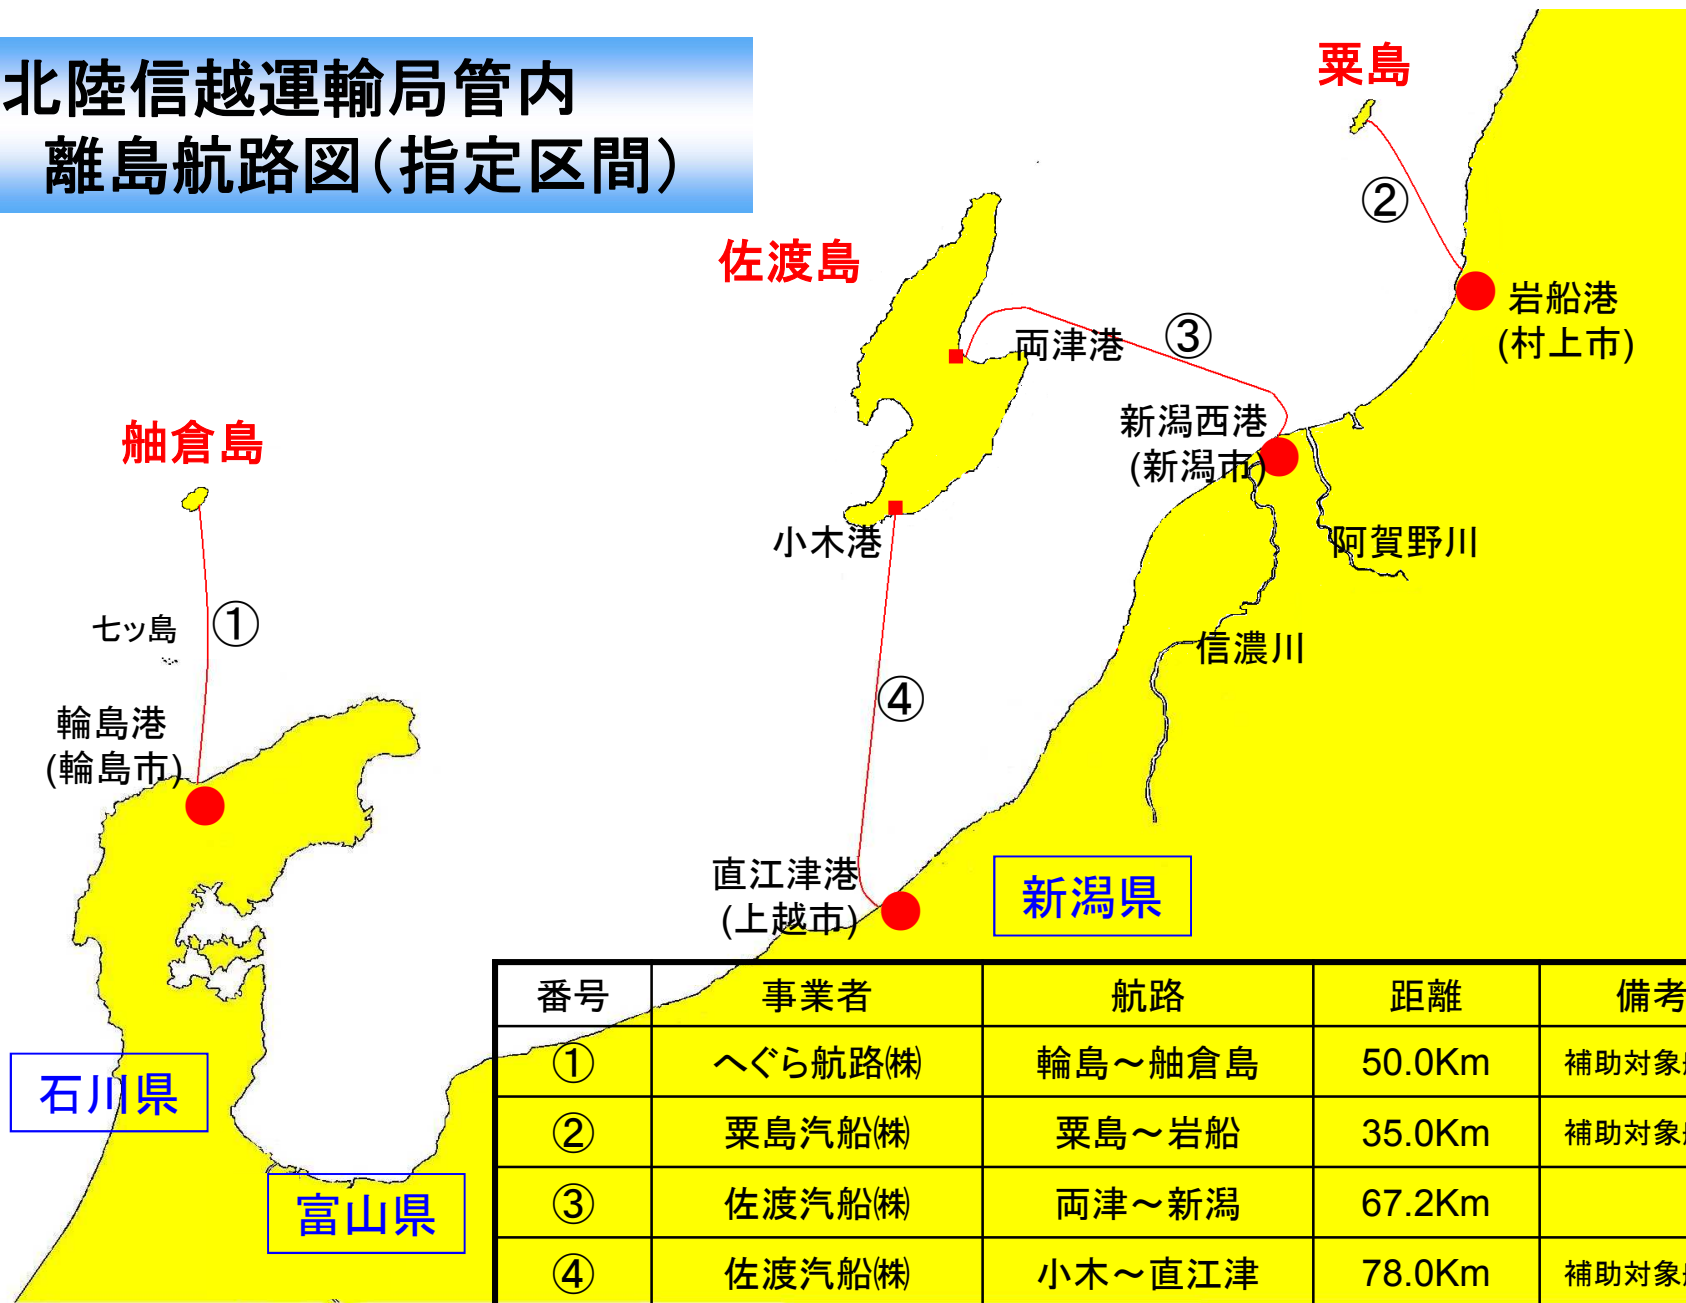 北陸信越運輸局管内
離島航路図(指定区間)
粟島
②
佐渡島
岩船港
(村上市)
両津港
③
新潟西港
(新潟市)
舳倉島
小木港
阿賀野川
七ッ島
①
信濃川
④
輪島港
(輪島市)
直江津港
(上越市)
新潟県
石川県
富山県
番号 事業者 航路 距離 備考
① へぐら航路㈱ 輪島～舳倉島 50.0Km 補助対象
② 粟島汽船㈱ 粟島～岩船 35.0Km 補助対象
③ 佐渡汽船㈱ 両津～新潟 67.2Km
④ 佐渡汽船㈱ 小木～直江津 78.0Km 補助対象